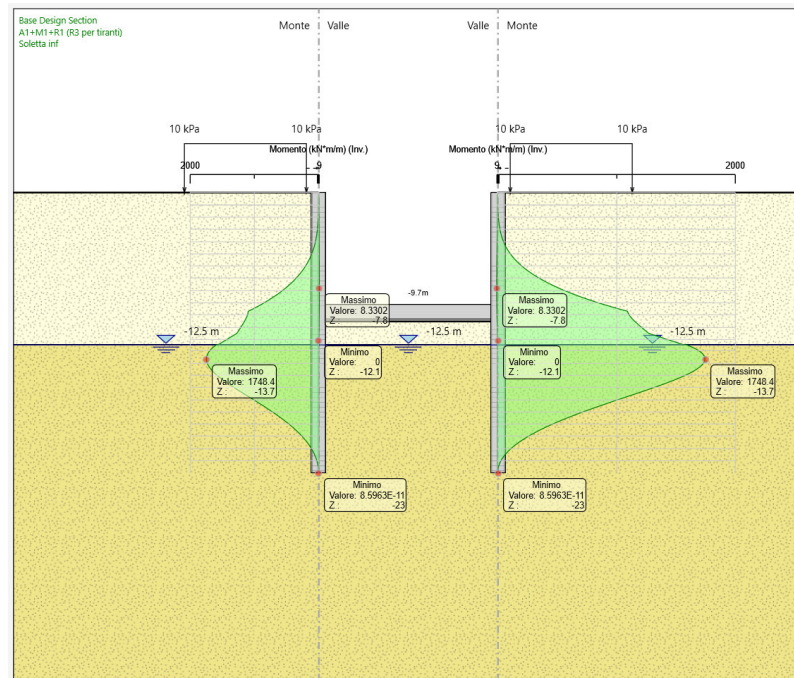 Base Design Section
A1+M1+R1 (R3 per tiranti)
Soletta inf
Monte Valle Valle Monte
10 kPa 10 kPa 10 kPa 10 kPa
Momento (kN*m/m) (Inv.) Momento (kN*m/m) (Inv.)
2000 9 9 2000
-9.7m
Massimo
Valore: 8.3302
Z : -7.8
Massimo
Valore: 8.3302
Z : -7.8
-12.5 m -12.5 m -12.5 m
Minimo
Valore: 0
Z : -12.1
Minimo
Valore: 0
Z : -12.1
Massimo
Valore: 1748.4
Z : -13.7
Massimo
Valore: 1748.4
Z : -13.7
Minimo
Valore: 8.5963E-11
Z : -23
Minimo
Valore: 8.5963E-11
Z : -23